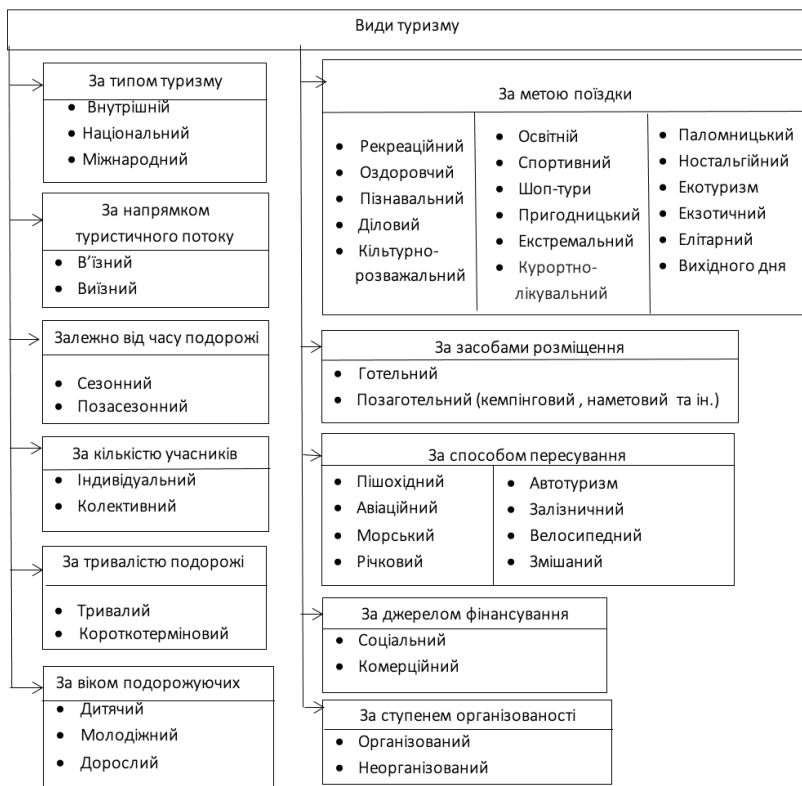 Види туризму
За типом туризму
Внутрішній
Національний
Міжнародний
За напрямком
туристичного потоку
В’їзний
Виїзний
Залежно від часу подорожі
Сезонний
Позасезонний
За кількістю учасників
Індивідуальний
Колективний
За тривалістю подорожі
Тривалий
Короткотерміновий
За віком подорожуючих
Дитячий
Молодіжний
Дорослий
За метою поїздки
Рекреаційний
Оздоровчий
Пізнавальний
Діловий
Кільтурно-
розважальний
Освітній
Спортивний
Шоп-тури
Пригодницький
Екстремальний
Курортно-
лікувальний
Паломницький
Ностальгійний
Екотуризм
Екзотичний
Елітарний
Вихідного дня
За засобами розміщення
Готельний
Позаготельний (кемпінговий , наметовий та ін.)
За способом пересування
Пішохідний
Авіаційний
Морський
Річковий
Автотуризм
Залізничний
Велосипедний
Змішаний
За джерелом фінансування
Соціальний
Комерційний
За ступенем організованості
Організований
Неорганізований